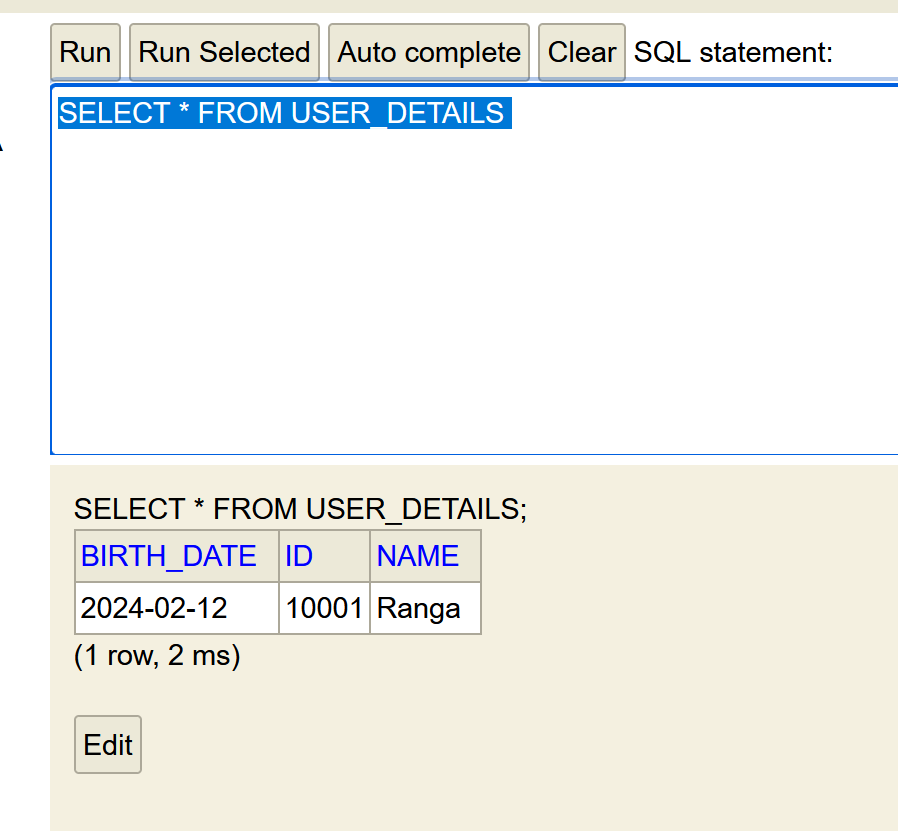 Run Run Selected Auto complete Clear SQL statement:
SELECT * FROM USER_DETAILS
SELECT * FROM USER_DETAILS;
BIRTH_DATE ID NAME
2024-02-12 10001 Ranga
(1 row, 2 ms)
Edit